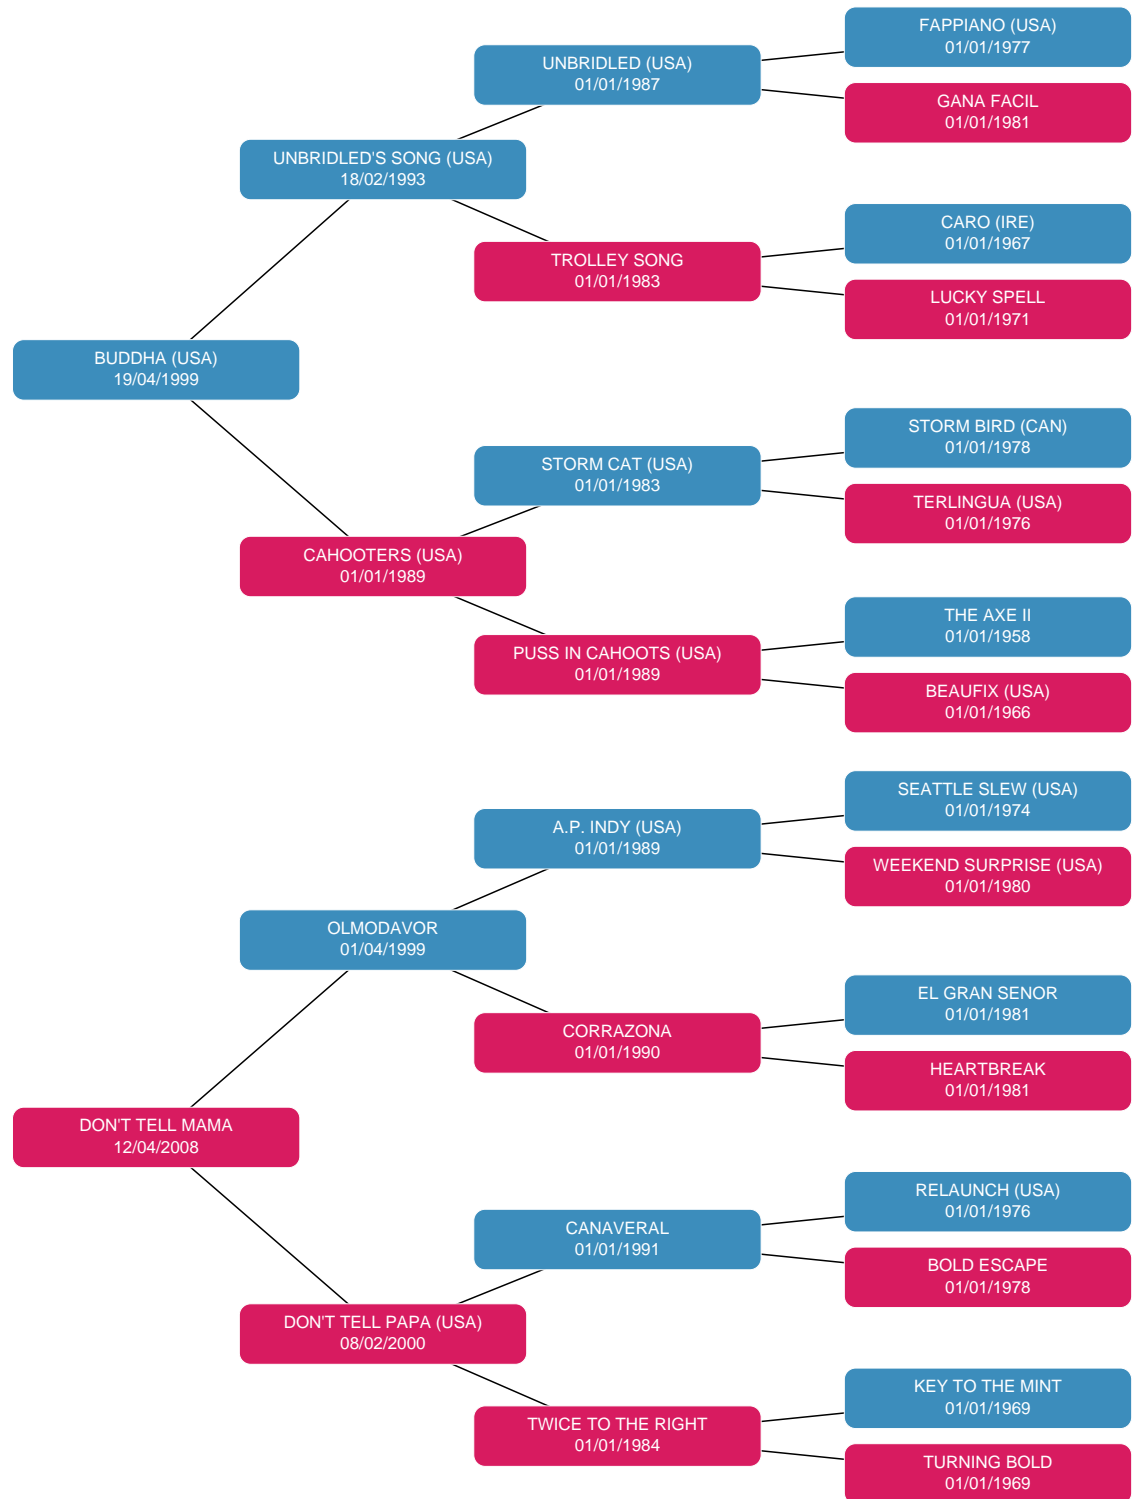 FAPPIANO (USA)
01/01/1977
UNBRIDLED (USA)
01/01/1987
GANA FACIL
01/01/1981
UNBRIDLED'S SONG (USA)
18/02/1993
CARO (IRE)
01/01/1967
TROLLEY SONG
01/01/1983
LUCKY SPELL
01/01/1971
BUDDHA (USA)
19/04/1999
STORM BIRD (CAN)
01/01/1978
STORM CAT (USA)
01/01/1983
TERLINGUA (USA)
01/01/1976
CAHOOTERS (USA)
01/01/1989
THE AXE II
01/01/1958
PUSS IN CAHOOTS (USA)
01/01/1989
BEAUFIX (USA)
01/01/1966
SEATTLE SLEW (USA)
01/01/1974
A.P. INDY (USA)
01/01/1989
WEEKEND SURPRISE (USA)
01/01/1980
OLMODAVOR
01/04/1999
EL GRAN SENOR
01/01/1981
CORRAZONA
01/01/1990
HEARTBREAK
01/01/1981
DON'T TELL MAMA
12/04/2008
RELAUNCH (USA)
01/01/1976
CANAVERAL
01/01/1991
BOLD ESCAPE
01/01/1978
DON'T TELL PAPA (USA)
08/02/2000
KEY TO THE MINT
01/01/1969
TWICE TO THE RIGHT
01/01/1984
TURNING BOLD
01/01/1969